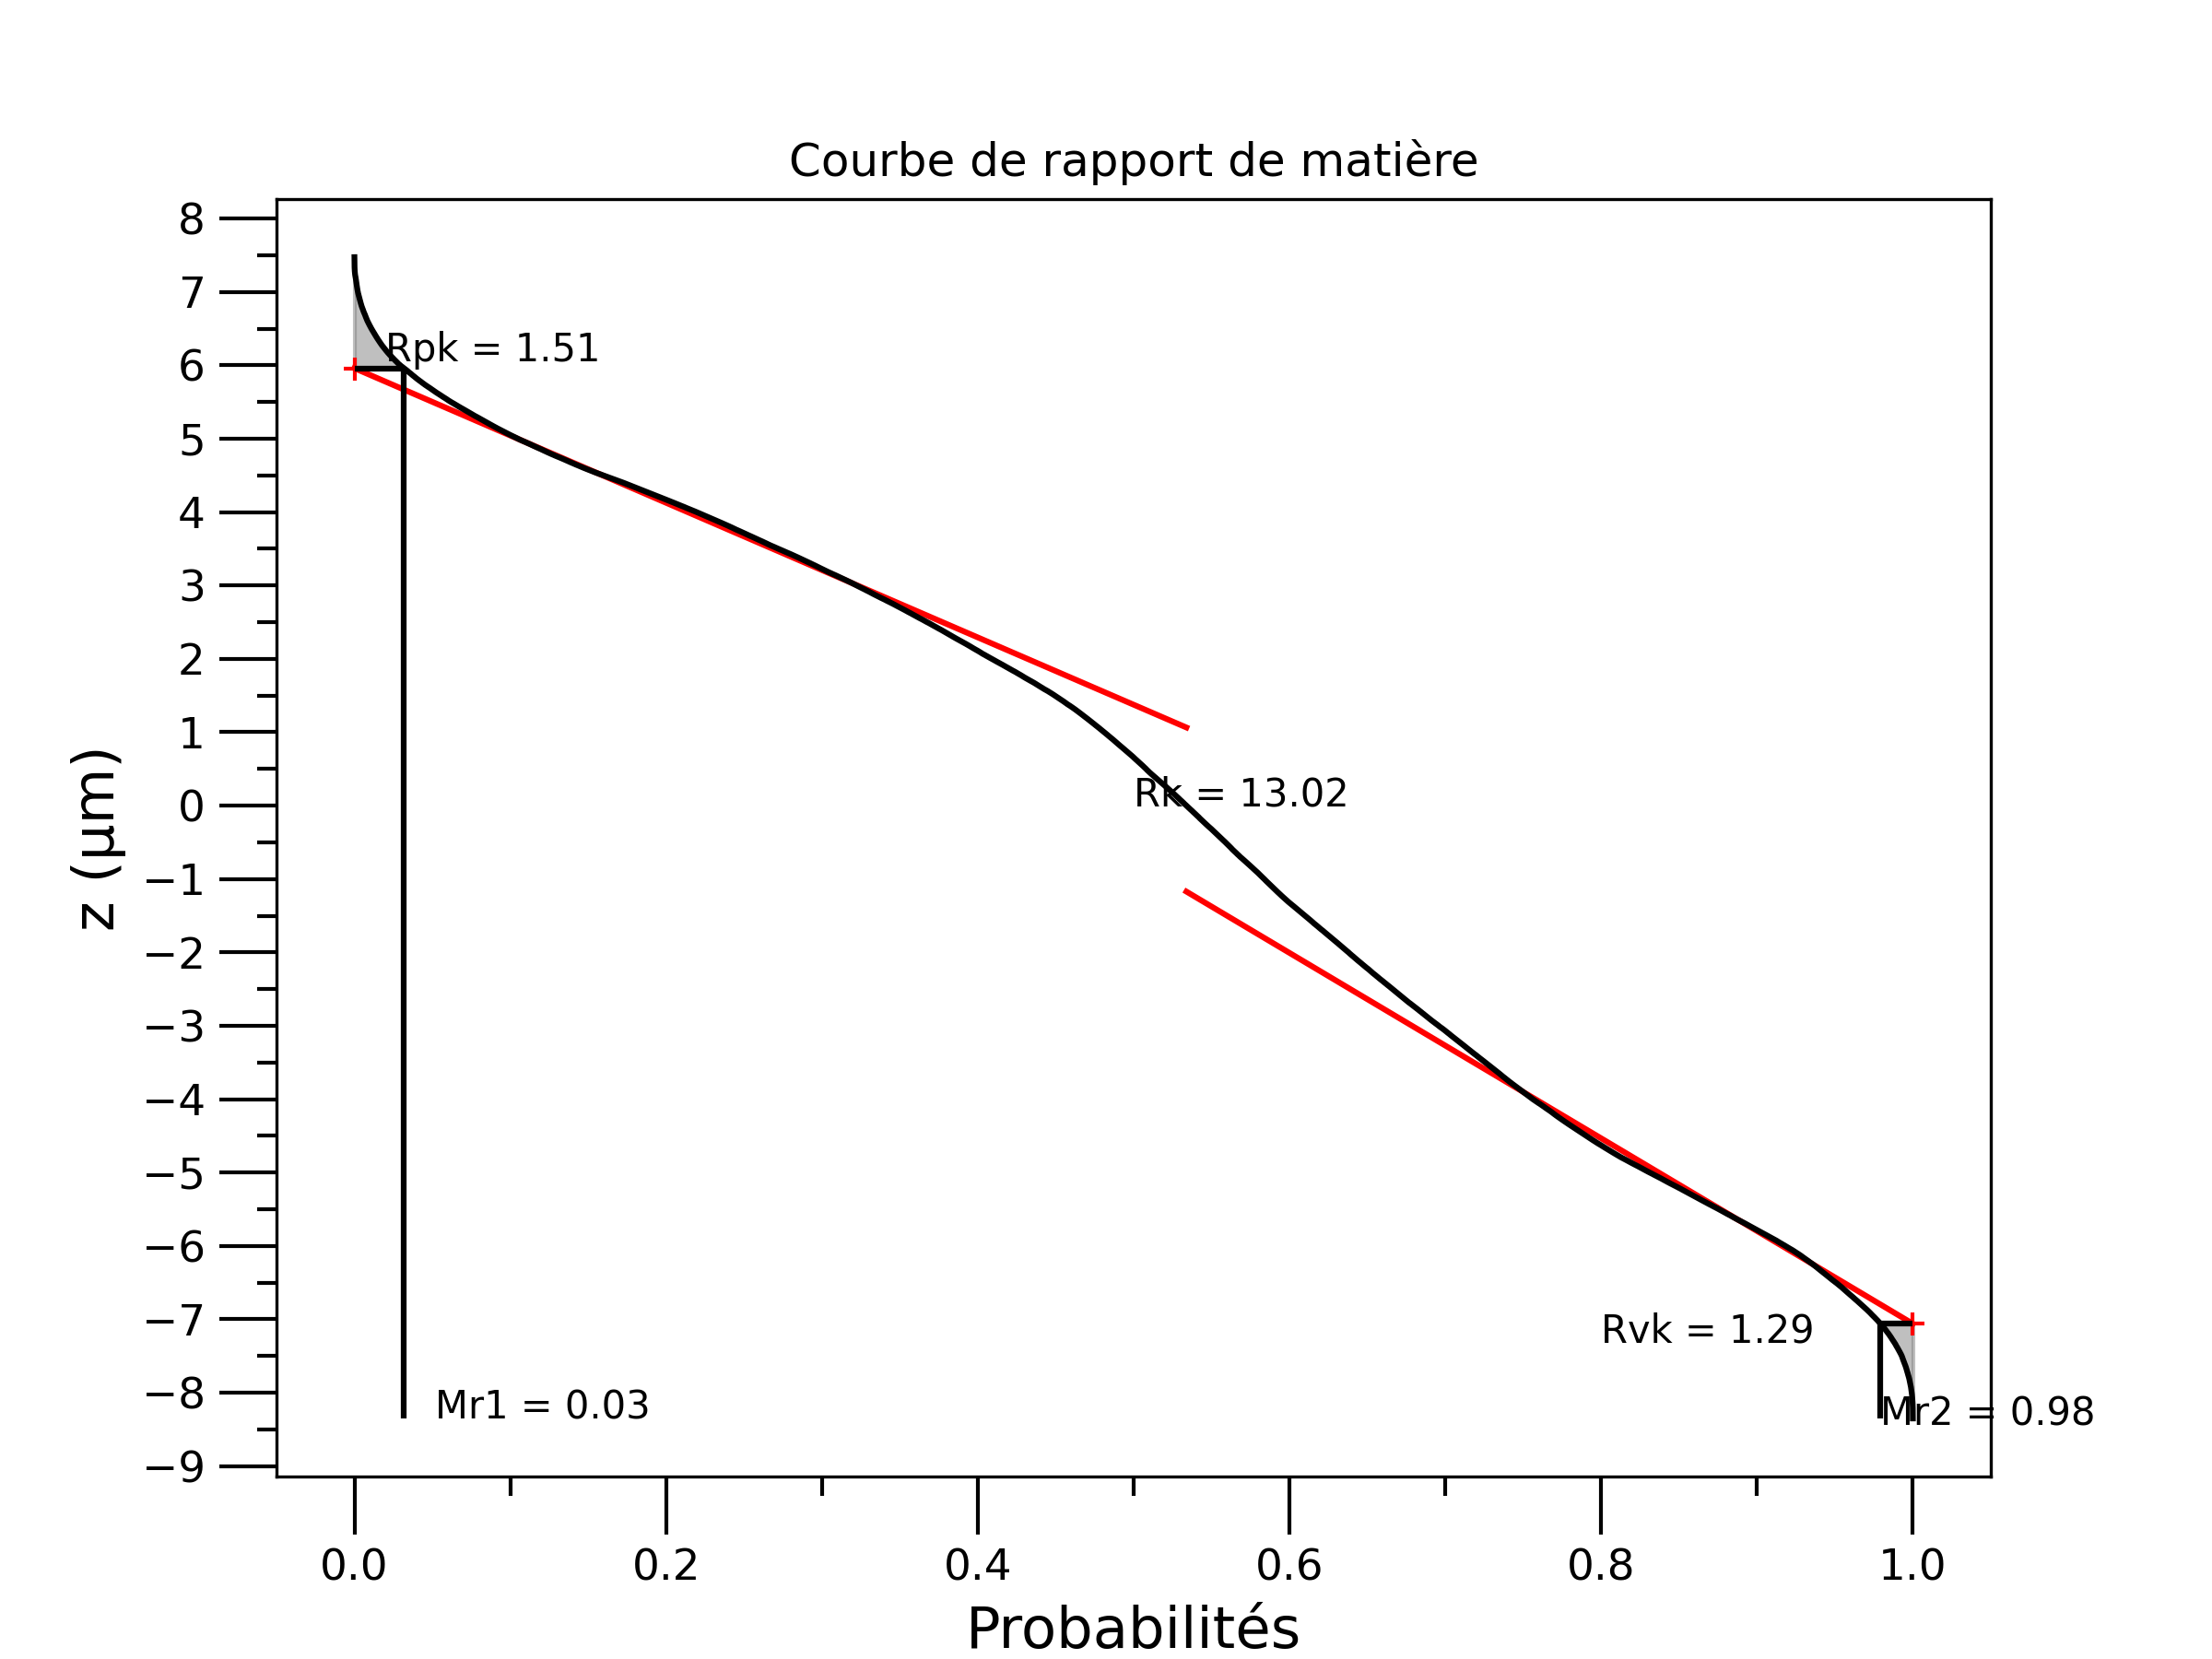 Courbe de rapport de matière
8
7
6
5
4
3
2
1
0
−1
−2
−3
−4
−5
−6
−7
−8
−9
z (µm)
Rpk = 1.51
Rk = 13.02
Rvk = 1.29
Mr1 = 0.03
Mr2 = 0.98
0.0 0.2 0.4 0.6 0.8 1.0
Probabilités